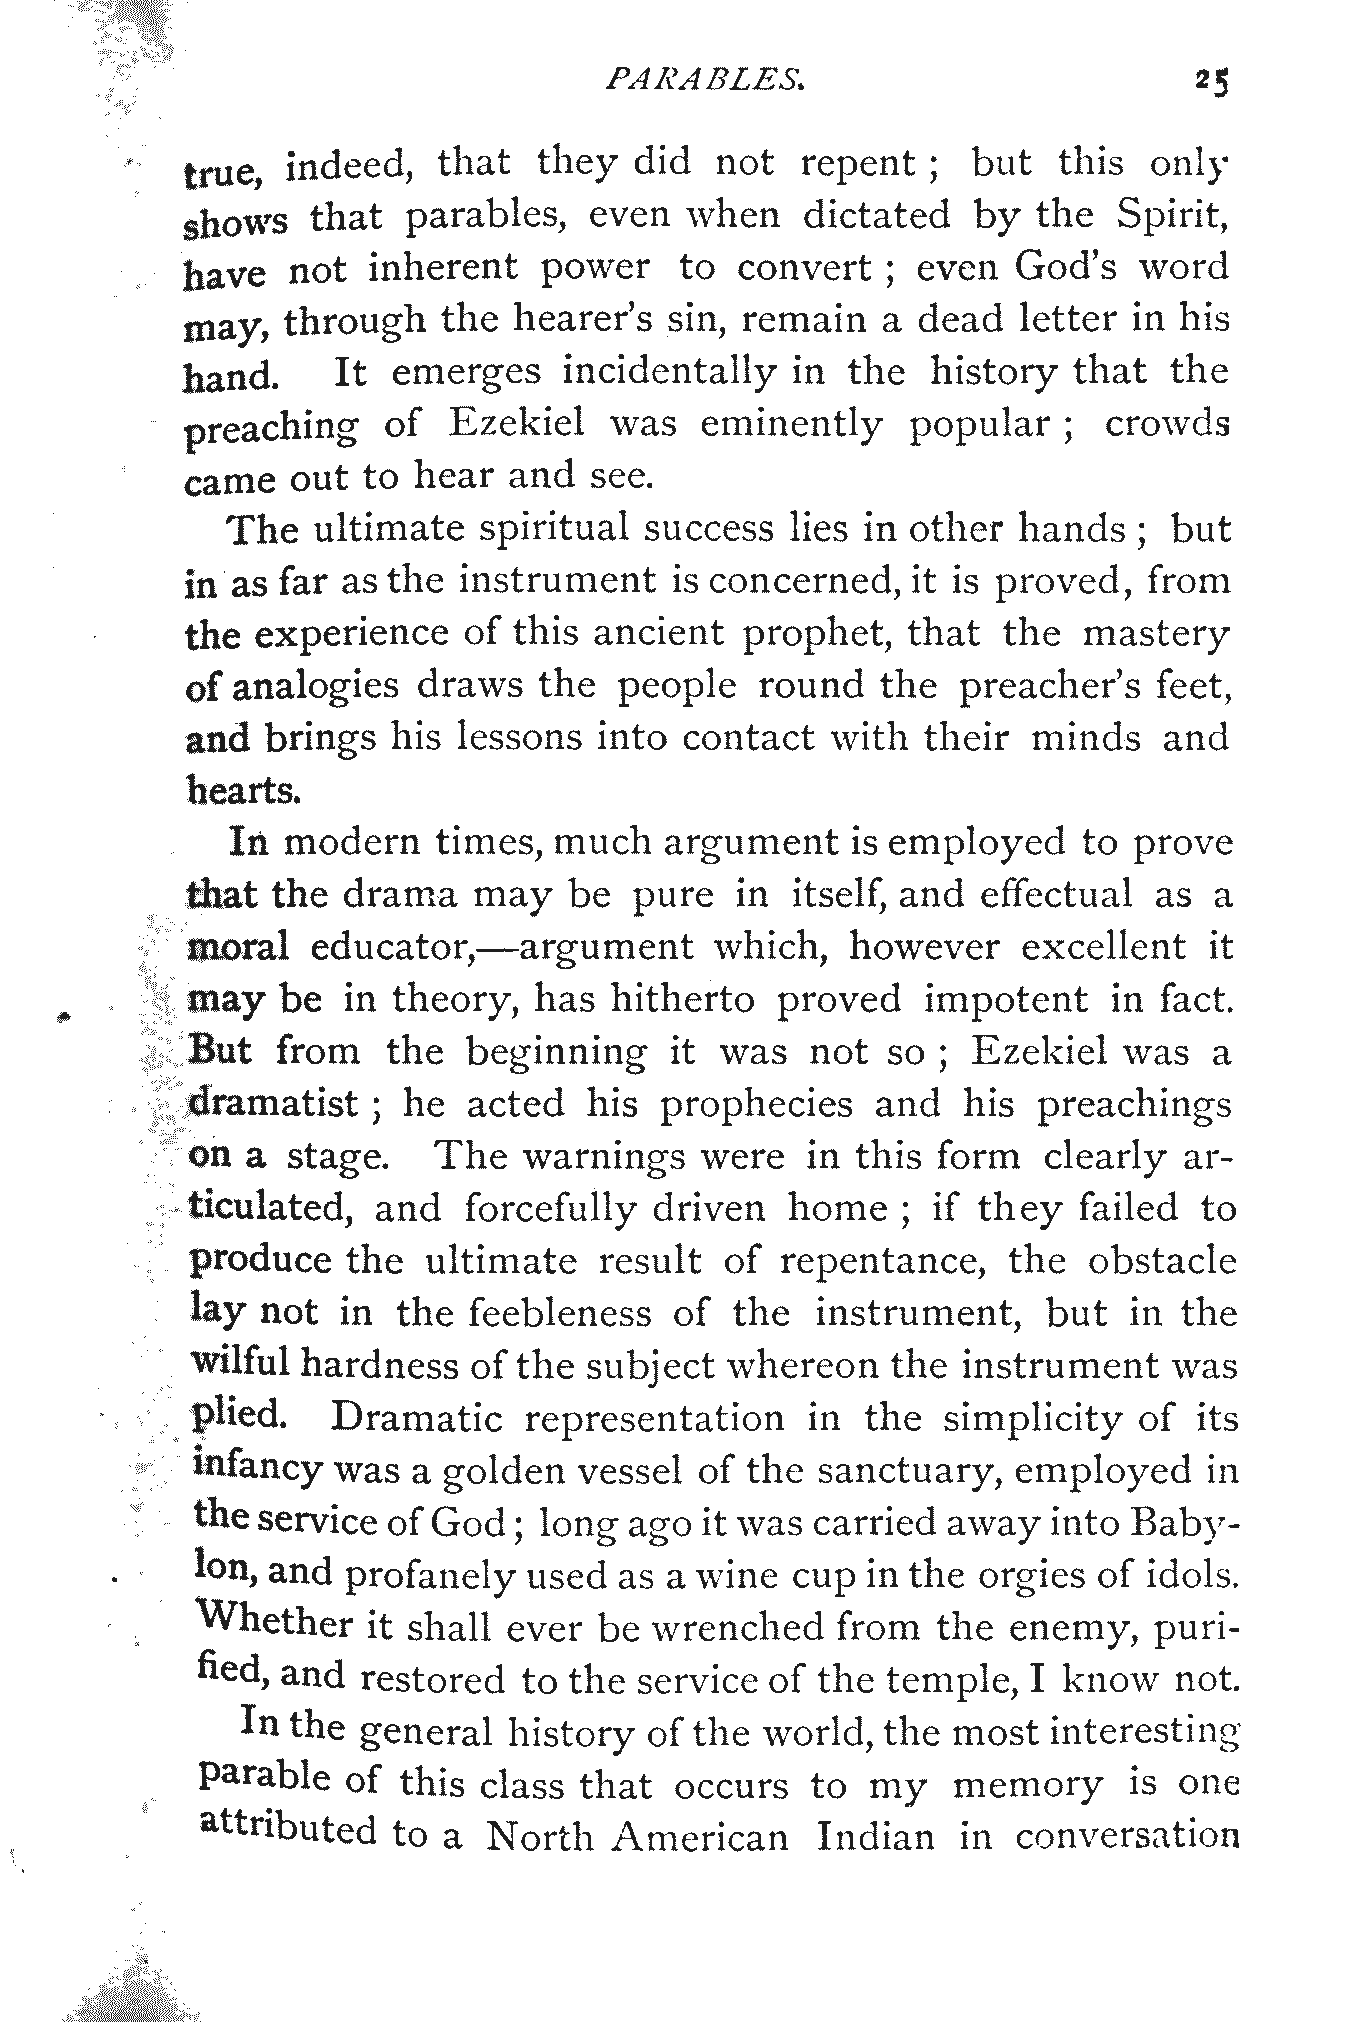 PARABLES. 25
true, indeed, that they did not repent ; but this only
shows that parables, even when dictated by the Spirit,
have not inherent power to convert ; even God's word
may, through the hearer's sin, remain a dead letter in his
hand. It emerges incidentally in the history that the
preaching of Ezekiel was eminently popular ; crowds
came out to hear and see.
The ultimate spiritual success lies in other hands ; but
in as far as the instrument is concerned, it is proved, from
the experience of this ancient prophet, that the mastery
of analogies draws the people round the preacher's feet,
and brings his lessons into contact with their minds and
hearts.
In modern times, much argument is employed to prove
that the drama may be pure in itself, and effectual as a
moral educator,—argument which, however excellent it
may be in theory, has hitherto proved impotent in fact.
But from the beginning it was not so ; Ezekiel was a
dramatist ; he acted his prophecies and his preachings
on a stage. The warnings were in this form clearly ar-
ticulated, and forcefully driven home ; if they failed to
produce the ultimate result of repentance, the obstacle
lay not in the feebleness of the instrument, but in the
wilful hardness of the subject whereon the instrument was
plied. Dramatic representation in the simplicity of its
infancy was a golden vessel of the sanctuary, employed in
the service of God ; long ago it was carried away into Baby-
lon, and profanely used as a wine cup in the orgies of idols.
Whether it shall ever be wrenched from the enemy, puri-
fied, and restored to the service of the temple, I know not.
In the general history of the world, the most interesting
parable of this class that occurs to my memory is one
attributed to a North American Indian in conversation